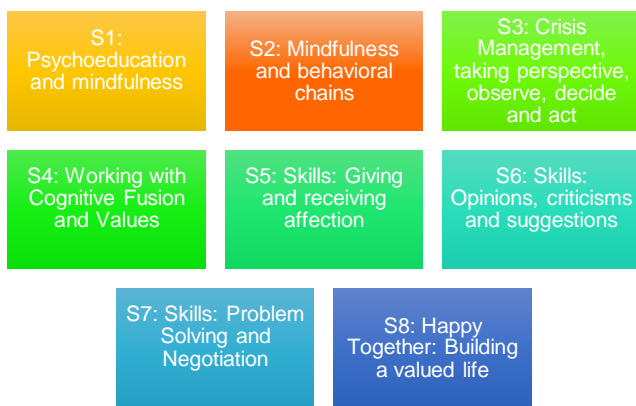 S1:
Psychoeducation
and mindfulness
S2: Mindfulness
and behavioral
chains
S3: Crisis
Management,
taking perspective,
observe, decide
and act
S4: Working with
Cognitive Fusion
and Values
S5: Skills: Giving
and receiving
affection
S6: Skills:
Opinions, criticisms
and suggestions
S7: Skills: Problem
Solving and
Negotiation
S8: Happy
Together: Building
a valued life